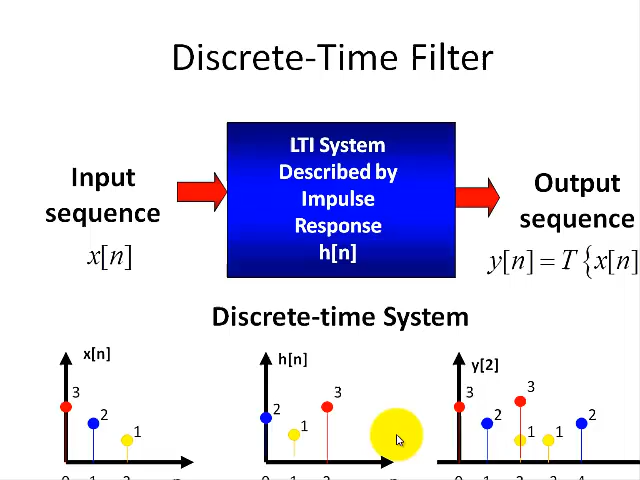 Discrete-Time Filter
LTI System
Described by
Impulse
Response
h[n]
Input
sequence
x[n]
Output
sequence
y[n] = T {x[n]
Discrete-time System
x[n]
3
2
1
h[n]
2
1
3
y[2]
3
2
3
1
1
2